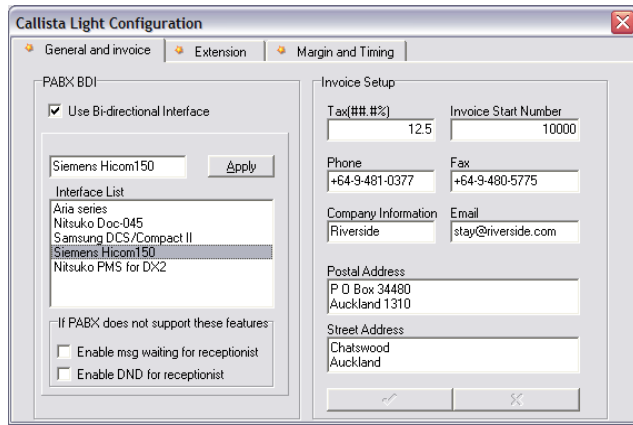 Callista Light Configuration
General and invoice
Extension
Margin and Timing
PABX BDI
Use Bi-directional Interface
Siemens Hicom150
Apply
Interface List
Aria series
Nitsuko Doc-045
Samsung DCS/Compact II
Siemens Hicom150
Nitsuko PMS for DX2
If PABX does not support these features
Enable msg waiting for receptionist
Enable DND for receptionist
Invoice Setup
Tax(##.#%)
Invoice Start Number
12.5
10000
Phone
Fax
+64-9-481-0377
+64-9-480-5775
Company Information
Email
Riverside
stay@riverside.com
Postal Address
P O Box 34480
Auckland 1310
Street Address
Chatswood
Auckland